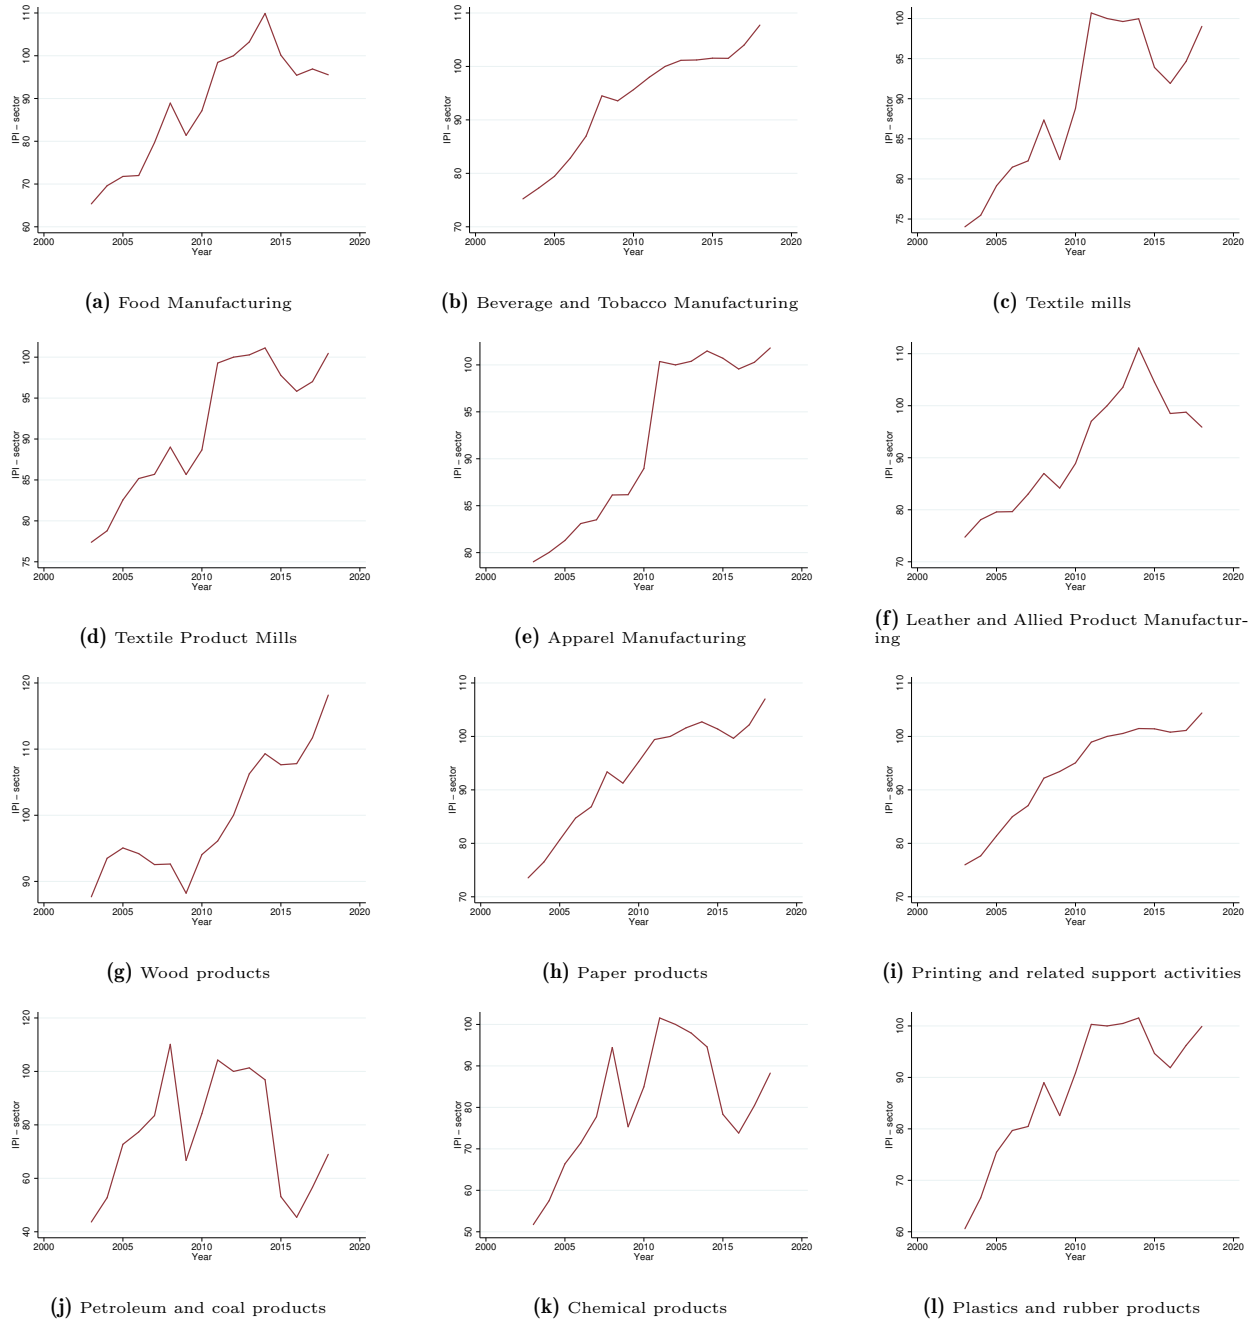 IPI − sector
60 70 80 90 100 110
2000 2005 2010 2015 2020
Year
(a) Food Manufacturing
IPI − sector
70 80 90 100 110
2000 2005 2010 2015 2020
Year
(b) Beverage and Tobacco Manufacturing
IPI − sector
75 80 85 90 95 100
2000 2005 2010 2015 2020
Year
(c) Textile mills
IPI − sector
75 80 85 90 95 100
2000 2005 2010 2015 2020
Year
(d) Textile Product Mills
IPI − sector
80 85 90 95 100
2000 2005 2010 2015 2020
Year
(e) Apparel Manufacturing
IPI − sector
70 80 90 100 110
2000 2005 2010 2015 2020
Year
(f) Leather and Allied Product Manufactur-
ing
IPI − sector
90 100 110 120
2000 2005 2010 2015 2020
Year
(g) Wood products
IPI − sector
70 80 90 100 110
2000 2005 2010 2015 2020
Year
(h) Paper products
IPI − sector
70 80 90 100 110
2000 2005 2010 2015 2020
Year
(i) Printing and related support activities
IPI − sector
40 60 80 100 120
2000 2005 2010 2015 2020
Year
(j) Petroleum and coal products
IPI − sector
50 60 70 80 90 100
2000 2005 2010 2015 2020
Year
(k) Chemical products
IPI − sector
60 70 80 90 100
2000 2005 2010 2015 2020
Year
(l) Plastics and rubber products